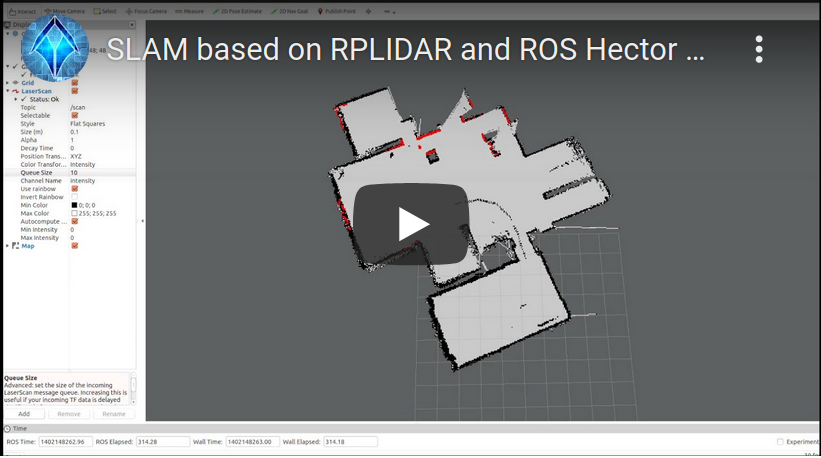 Interact Move Camera Select Focus Camera Measure 2D Pose Estimate 2D Nav Goal Publish Point
SLAM based on RPLIDAR and ROS Hector ...
Grid
LaserScan
Status: Ok
Topic /scan
Selectable
Style Flat Squares
Size (m) 0.1
Alpha 1
Decay Time 0
Position Trans... XYZ
Color Transfor... Intensity
Queue Size 10
Channel Name intensity
Use rainbow
Invert Rainbow
Min Color 0; 0; 0
Max Color 255; 255; 255
Autocompute ...
Min Intensity 0
Max Intensity 0
Map
Queue Size
Advanced: set the size of the incoming
LaserScan message queue. Increasing this is
useful if your incoming TF data is delayed
Add Remove Rename
Time
ROS Time: 1402148262.96 ROS Elapsed: 314.28 Wall Time: 1402148263.00 Wall Elapsed: 314.18 Experiment